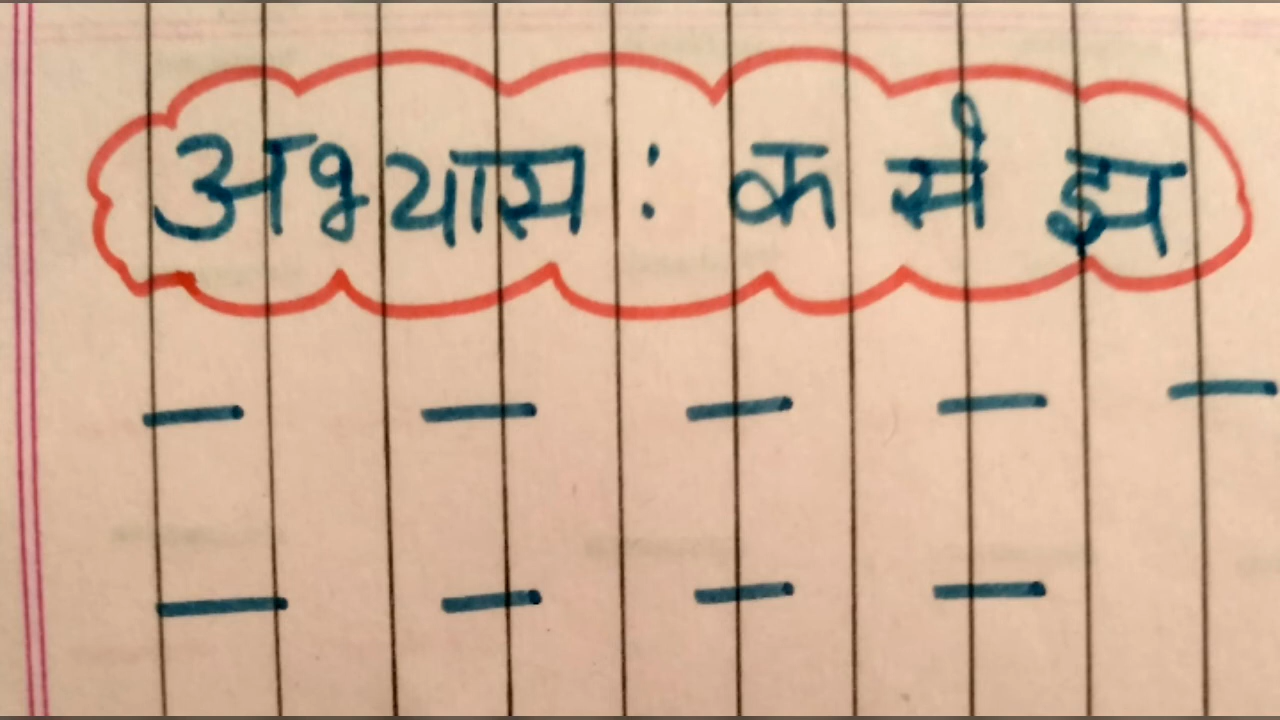 अभ्यास : क से झ
— — — — —
— — — —